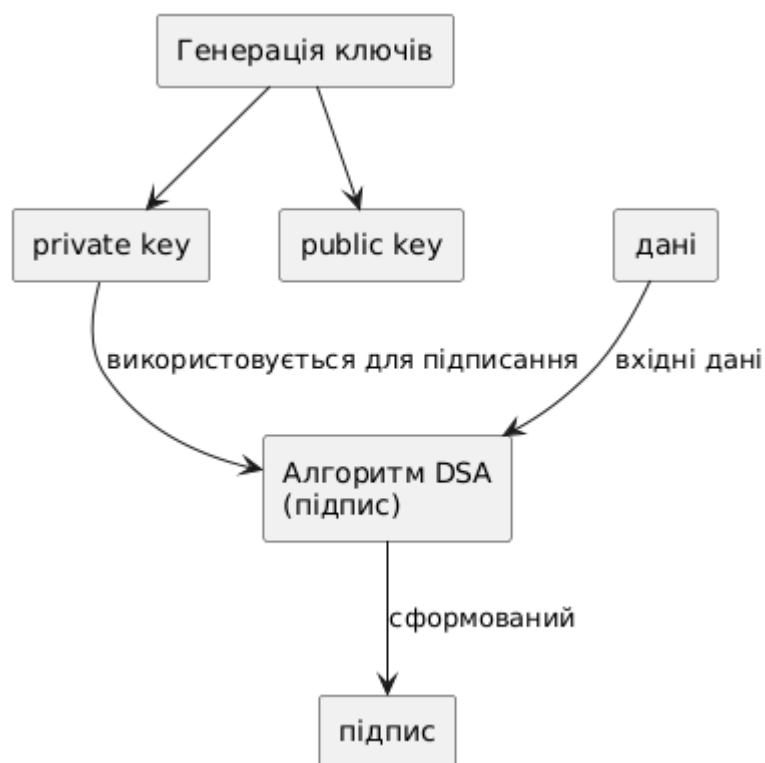 Генерація ключів
private key
public key
дані
використовується для підписання
вхідні дані
Алгоритм DSA
(підпис)
сформований
підпис